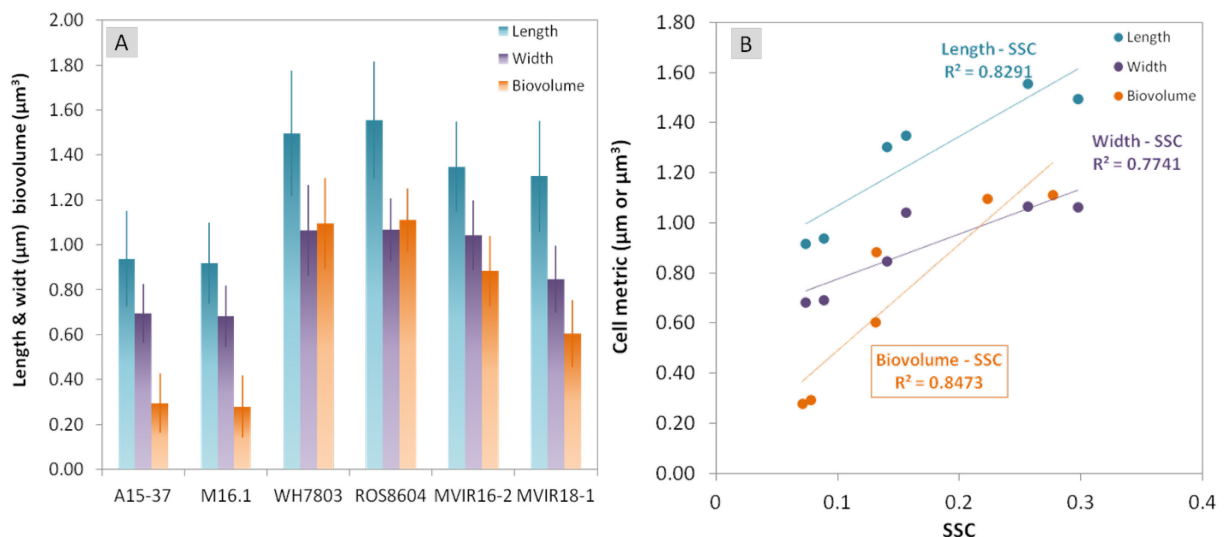 A
Length
Width
Biovolume
Length & widt (µm) biovolume (µm³)
2.00
1.80
1.60
1.40
1.20
1.00
0.80
0.60
0.40
0.20
0.00
A15-37 M16.1 WH7803 ROS8604 MVIR16-2 MVIR18-1
B
Length
Width
Biovolume
Length - SSC
R² = 0.8291
Width - SSC
R² = 0.7741
Biovolume - SSC
R² = 0.8473
Cell metric (µm or µm³)
1.80
1.60
1.40
1.20
1.00
0.80
0.60
0.40
0.20
0.00
0 0.1 0.2 0.3 0.4
SSC